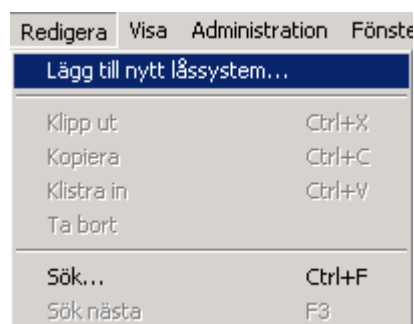 Redigera Visa Administration Fönste
Lägg till nytt låssystem...
Klipp ut Ctrl+X
Kopiera Ctrl+C
Klistra in Ctrl+V
Ta bort
Sök... Ctrl+F
Sök nästa F3